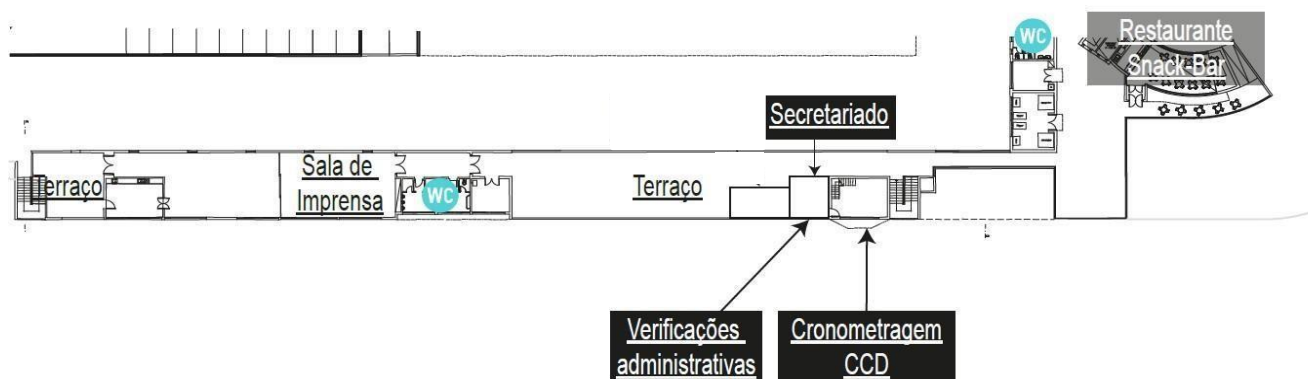 WC
Restaurante
Snack-Bar
Secretariado
Terraço
Sala de
Imprensa
WC
Terraço
Verificações
administrativas
Cronometragem
CCD